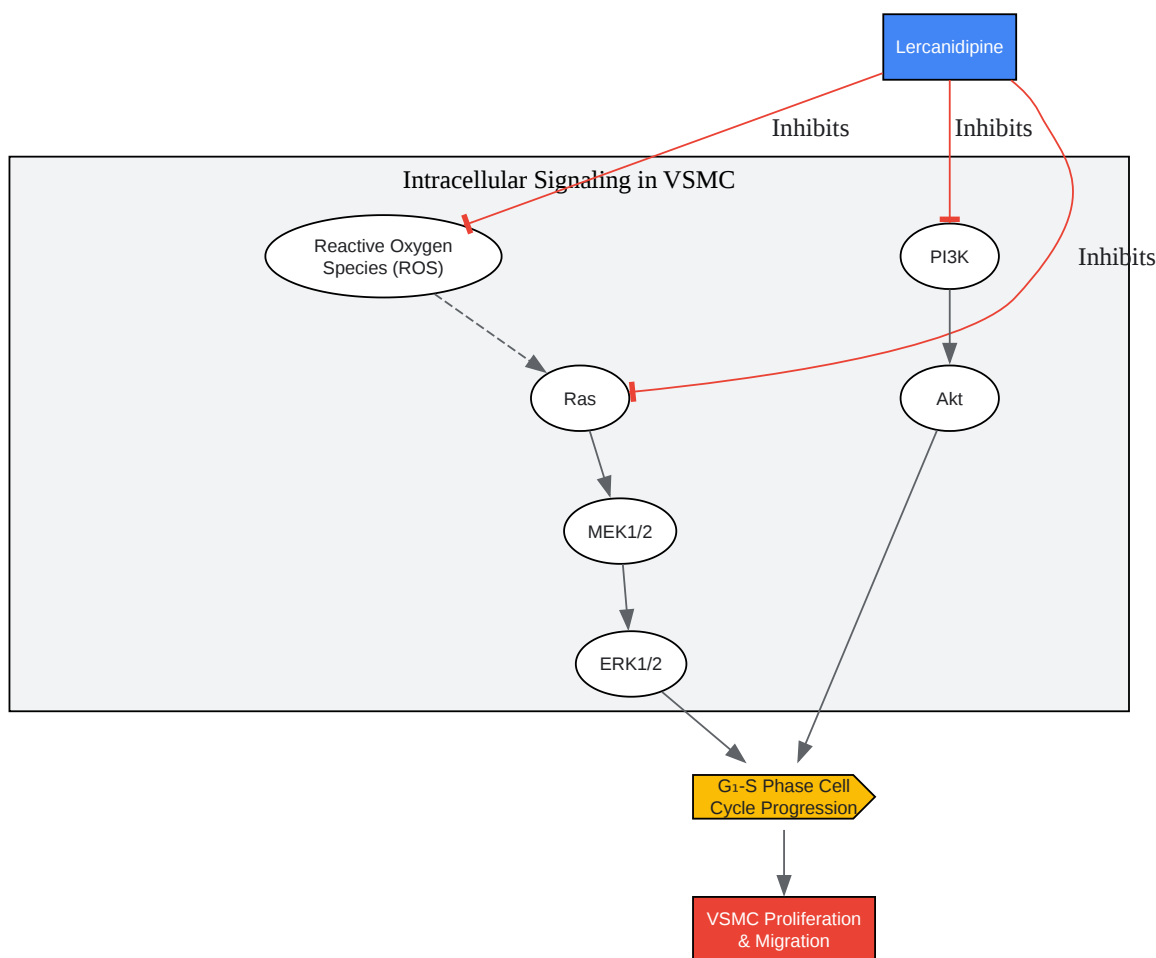 Lercanidipine
Inhibits
Inhibits
Intracellular Signaling in VSMC
Reactive Oxygen
Species (ROS)
PI3K
Inhibits
Ras
Akt
MEK1/2
ERK1/2
G₁-S Phase Cell
Cycle Progression
VSMC Proliferation
& Migration